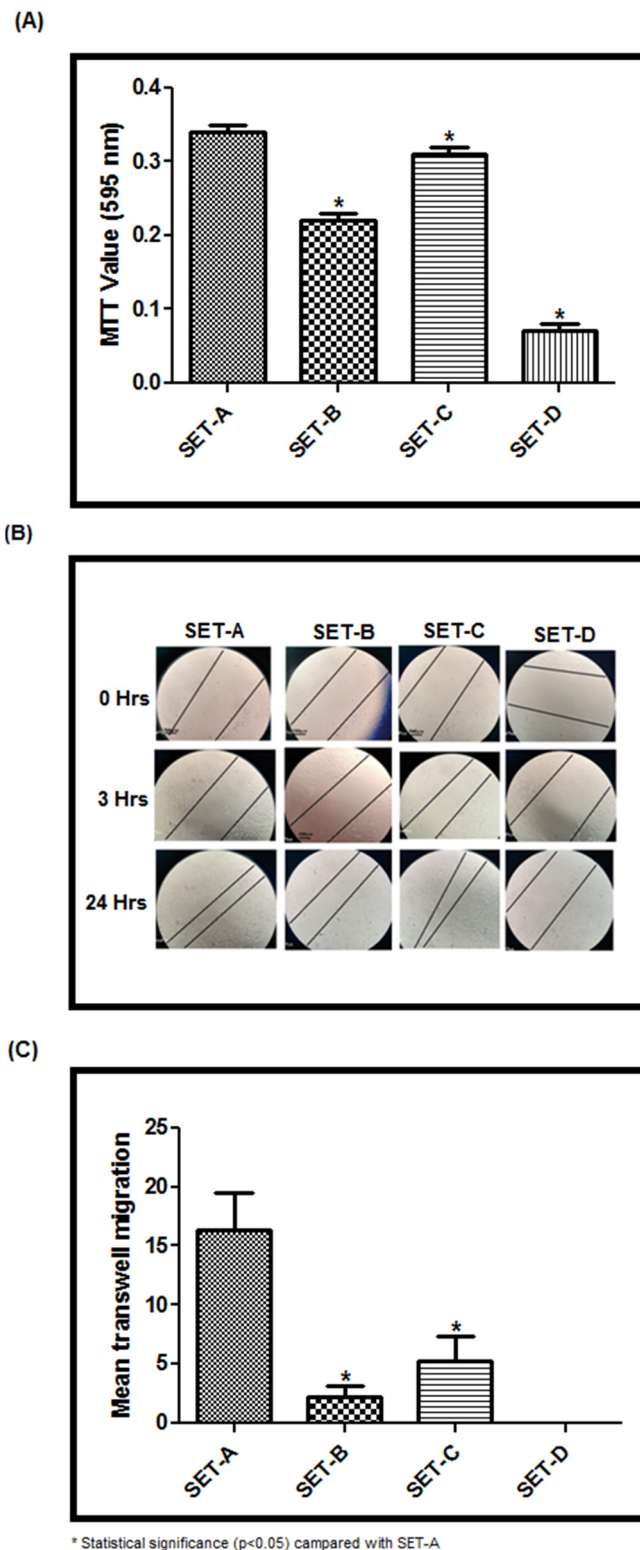 (A)
0.4
0.3
0.2
0.1
0.0
MTT Value (595 nm)
*
*
*
SET-A
SET-B
SET-C
SET-D
(B)
SET-A SET-B SET-C SET-D
0 Hrs
3 Hrs
24 Hrs
(C)
25
20
15
10
5
0
Mean transwell migration
*
*
SET-A
SET-B
SET-C
SET-D
* Statistical significance (p<0.05) campared with SET-A